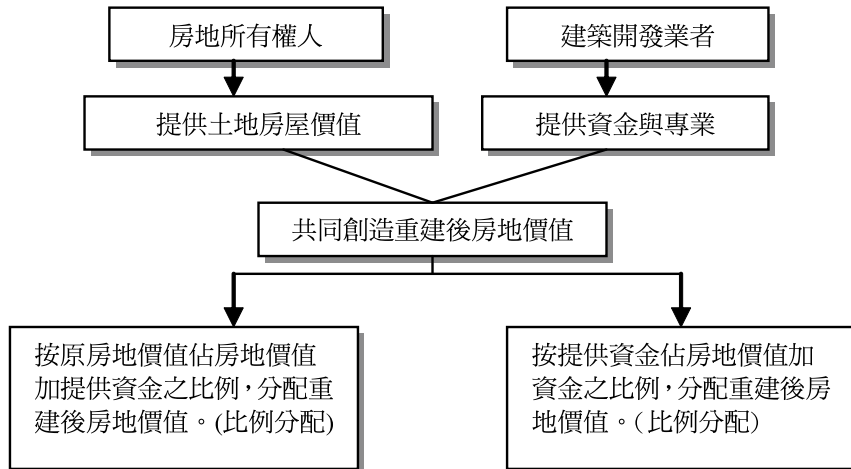 房地所有權人
建築開發業者
提供土地房屋價值
提供資金與專業
共同創造重建後房地價值
按原房地價值佔房地價值
加提供資金之比例，分配重
建後房地價值。(比例分配)
按提供資金佔房地價值加
資金之比例，分配重建後房
地價值。（比例分配）